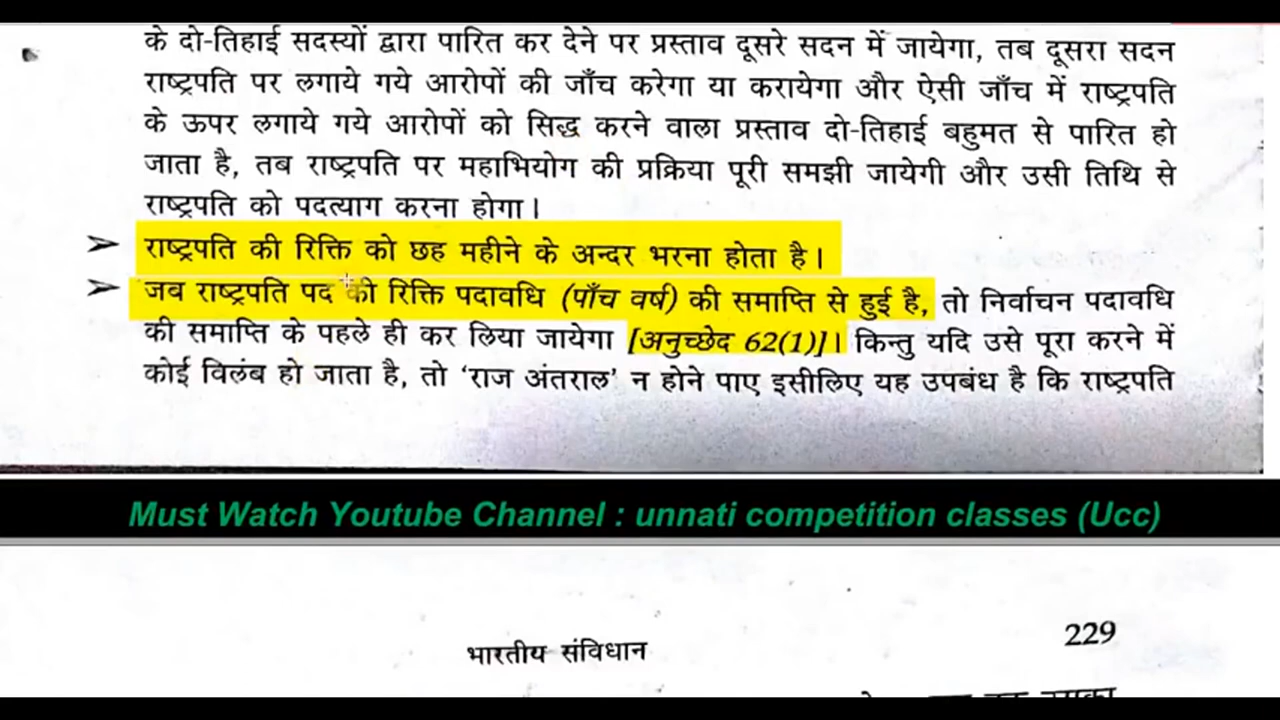 के दो-तिहाई सदस्यों द्वारा पारित कर देने पर प्रस्ताव दूसरे सदन में जायेगा, तब दूसरा सदन
राष्ट्रपति पर लगाये गये आरोपों की जाँच करेगा या करायेगा और ऐसी जाँच में राष्ट्रपति
के ऊपर लगाये गये आरोपों को सिद्ध करने वाला प्रस्ताव दो-तिहाई बहुमत से पारित हो
जाता है, तब राष्ट्रपति पर महाभियोग की प्रक्रिया पूरी समझी जायेगी और उसी तिथि से
राष्ट्रपति को पदत्याग करना होगा।
➢ राष्ट्रपति की रिक्ति को छह महीने के अन्दर भरना होता है।
➢ जब राष्ट्रपति पद की रिक्ति पदावधि (पाँच वर्ष) की समाप्ति से हुई है, तो निर्वाचन पदावधि
की समाप्ति के पहले ही कर लिया जायेगा [अनुच्छेद 62(1)]। किन्तु यदि उसे पूरा करने में
कोई विलंब हो जाता है, तो ‘राज अंतराल’ न होने पाए इसीलिए यह उपबंध है कि राष्ट्रपति
Must Watch Youtube Channel : unnati competition classes (Ucc)
229
भारतीय संविधान